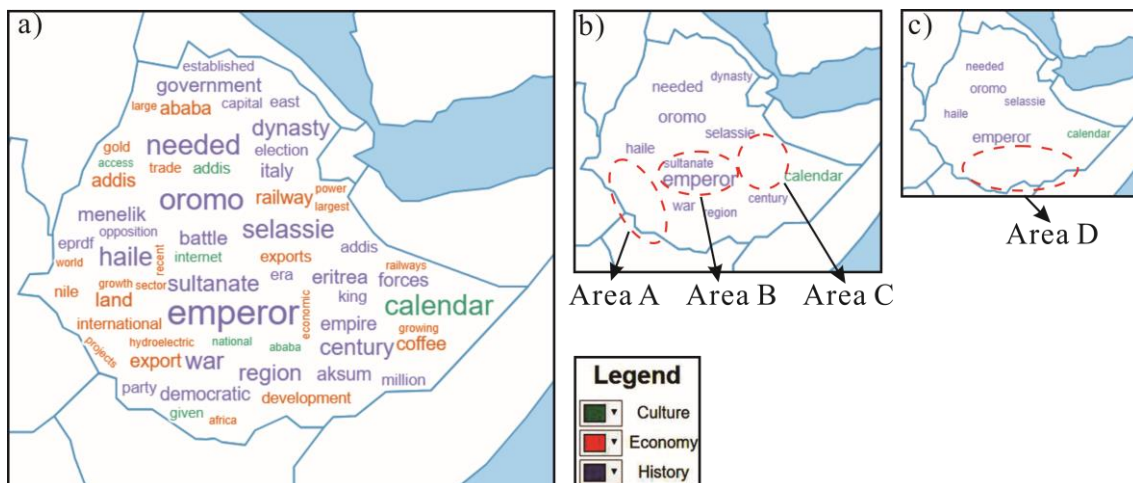 a)
established
government
large ababa capital east
needed dynasty
gold election
access trade addis italy
addis
oromo railway power
largest
menelik selassie
opposition
eprdf battle addis
world haille recent internet exports railways
nile growth sector sultanate era eritrea forces
land king calendar
international emperor economic empire growing
projects hydroelectric national ababa century coffee
export war
region aksum million
party democratic development
given africa
b)
dynasty
needed
oromo
selassie
haile
sultanate
emperor calendar
war region century
Area A Area B Area C
c)
needed
oromo
selassie
haile
emperor calendar
Area D
Legend
Culture
Economy
History